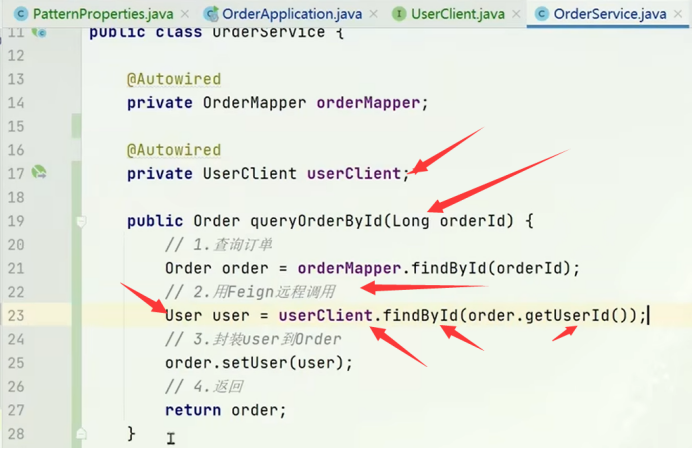 PatternProperties.java × OrderApplication.java × UserClient.java × OrderService.java ×
11 public class OrderService {
12
13 @Autowired
14 private OrderMapper orderMapper;
15
16 @Autowired
17 private UserClient userClient;
18
19 public Order queryOrderById(Long orderId) {
20 // 1.查询订单
21 Order order = orderMapper.findById(orderId);
22 // 2.用Feign远程调用
23 User user = userClient.findById(order.getUserId());
24 // 3.封装user到Order
25 order.setUser(user);
26 // 4.返回
27 return order;
28 }